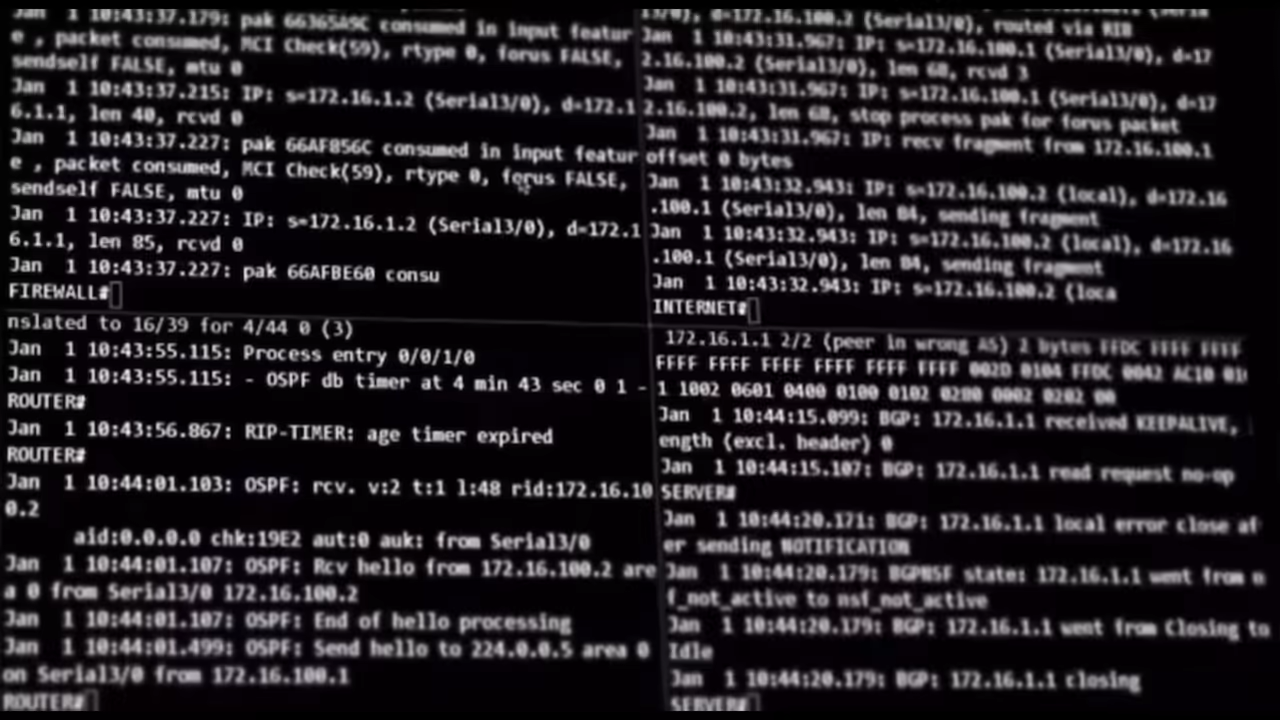 Jan  1 10:43:37.179: pak 66365A9C consumed in input featur
e , packet consumed, MCI Check(59), rtype 0, forus FALSE,
sendself FALSE, mtu 0
Jan  1 10:43:37.215: IP: s=172.16.1.2 (Serial3/0), d=172.1
6.1.1, len 40, rcvd 0
Jan  1 10:43:37.227: pak 66AF856C consumed in input featur
e , packet consumed, MCI Check(59), rtype 0, forus FALSE,
sendself FALSE, mtu 0
Jan  1 10:43:37.227: IP: s=172.16.1.2 (Serial3/0), d=172.1
6.1.1, len 85, rcvd 0
Jan  1 10:43:37.227: pak 66AFBE60 consu
FIREWALL#
13/0), d=172.16.100.2 (Serial3/0), routed via RIB
Jan  1 10:43:31.967: IP: s=172.16.100.1 (Serial3/0), d=17
2.16.100.2 (Serial3/0), len 68, rcvd 3
Jan  1 10:43:31.967: IP: s=172.16.100.1 (Serial3/0), d=17
2.16.100.2, len 68, stop process pak for forus packet
Jan  1 10:43:31.967: IP: recv fragment from 172.16.100.1
offset 0 bytes
Jan  1 10:43:32.943: IP: s=172.16.100.2 (local), d=172.16
.100.1 (Serial3/0), len 84, sending fragment
Jan  1 10:43:32.943: IP: s=172.16.100.2 (local), d=172.16
.100.1 (Serial3/0), len 84, sending fragment
Jan  1 10:43:32.943: IP: s=172.16.100.2 (loca
INTERNET#
nslated to 16/39 for 4/44 0 (3)
Jan  1 10:43:55.115: Process entry 0/0/1/0
Jan  1 10:43:55.115: - OSPF db timer at 4 min 43 sec 0 1 -
ROUTER#
Jan  1 10:43:56.867: RIP-TIMER: age timer expired
ROUTER#
Jan  1 10:44:01.103: OSPF: rcv. v:2 t:1 l:48 rid:172.16.10
0.2
aid:0.0.0.0 chk:19E2 aut:0 auk: from Serial3/0
Jan  1 10:44:01.107: OSPF: Rcv hello from 172.16.100.2 are
a 0 from Serial3/0 172.16.100.2
Jan  1 10:44:01.107: OSPF: End of hello processing
Jan  1 10:44:01.499: OSPF: Send hello to 224.0.0.5 area 0
on Serial3/0 from 172.16.100.1
ROUTER#
172.16.1.1 2/2 (peer in wrong AS) 2 bytes FFDC FFFF FFFF
FFFF FFFF FFFF FFFF FFFF FFFF 002D 0104 FFDC 0042 AC10 01
1 1002 0601 0400 0100 0102 0280 0002 0202 00
Jan  1 10:44:15.099: BGP: 172.16.1.1 received KEEPALIVE,
ength (excl. header) 0
Jan  1 10:44:15.107: BGP: 172.16.1.1 read request no-op
SERVER#
Jan  1 10:44:20.171: BGP: 172.16.1.1 local error close af
er sending NOTIFICATION
Jan  1 10:44:20.179: BGPNSF state: 172.16.1.1 went from n
f_not_active to nsf_not_active
Jan  1 10:44:20.179: BGP: 172.16.1.1 went from Closing to
Idle
Jan  1 10:44:20.179: BGP: 172.16.1.1 closing
SERVER#